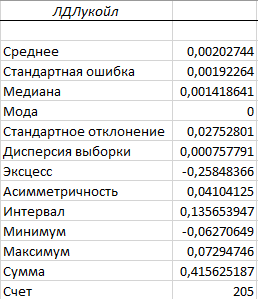 ЛДЛукойл
Среднее 0,00202744
Стандартная ошибка 0,00192264
Медиана 0,001418641
Мода 0
Стандартное отклонение 0,02752801
Дисперсия выборки 0,000757791
Эксцесс -0,25848366
Асимметричность 0,04104125
Интервал 0,135653947
Минимум -0,06270649
Максимум 0,07294746
Сумма 0,415625187
Счет 205